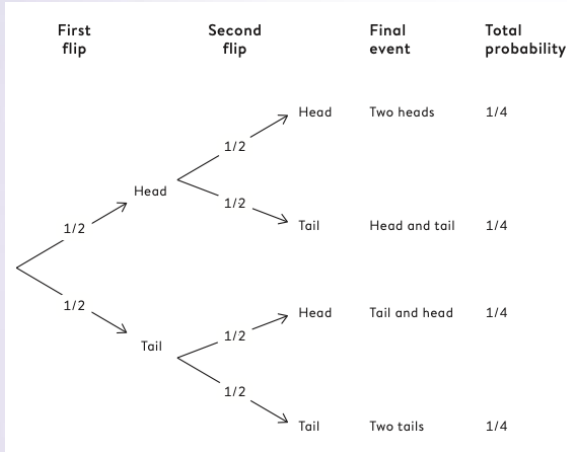 First flip
Second flip
Final event
Total probability
Head
Two heads
1/4
1/2
Head
1/2
1/2
Tail
Head and tail
1/4
1/2
Head
Tail and head
1/4
1/2
Tail
1/2
Tail
Two tails
1/4